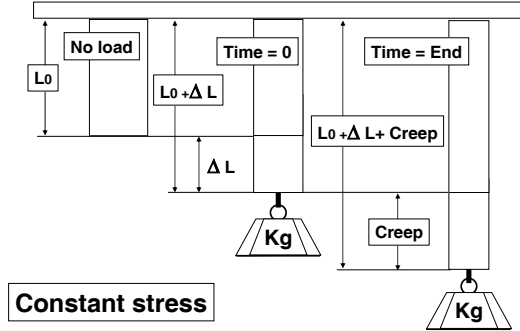 No load
Time = 0
Time = End
L0
L0 +Δ L
L0 +Δ L+ Creep
Δ L
Creep
Kg
Kg
Constant stress